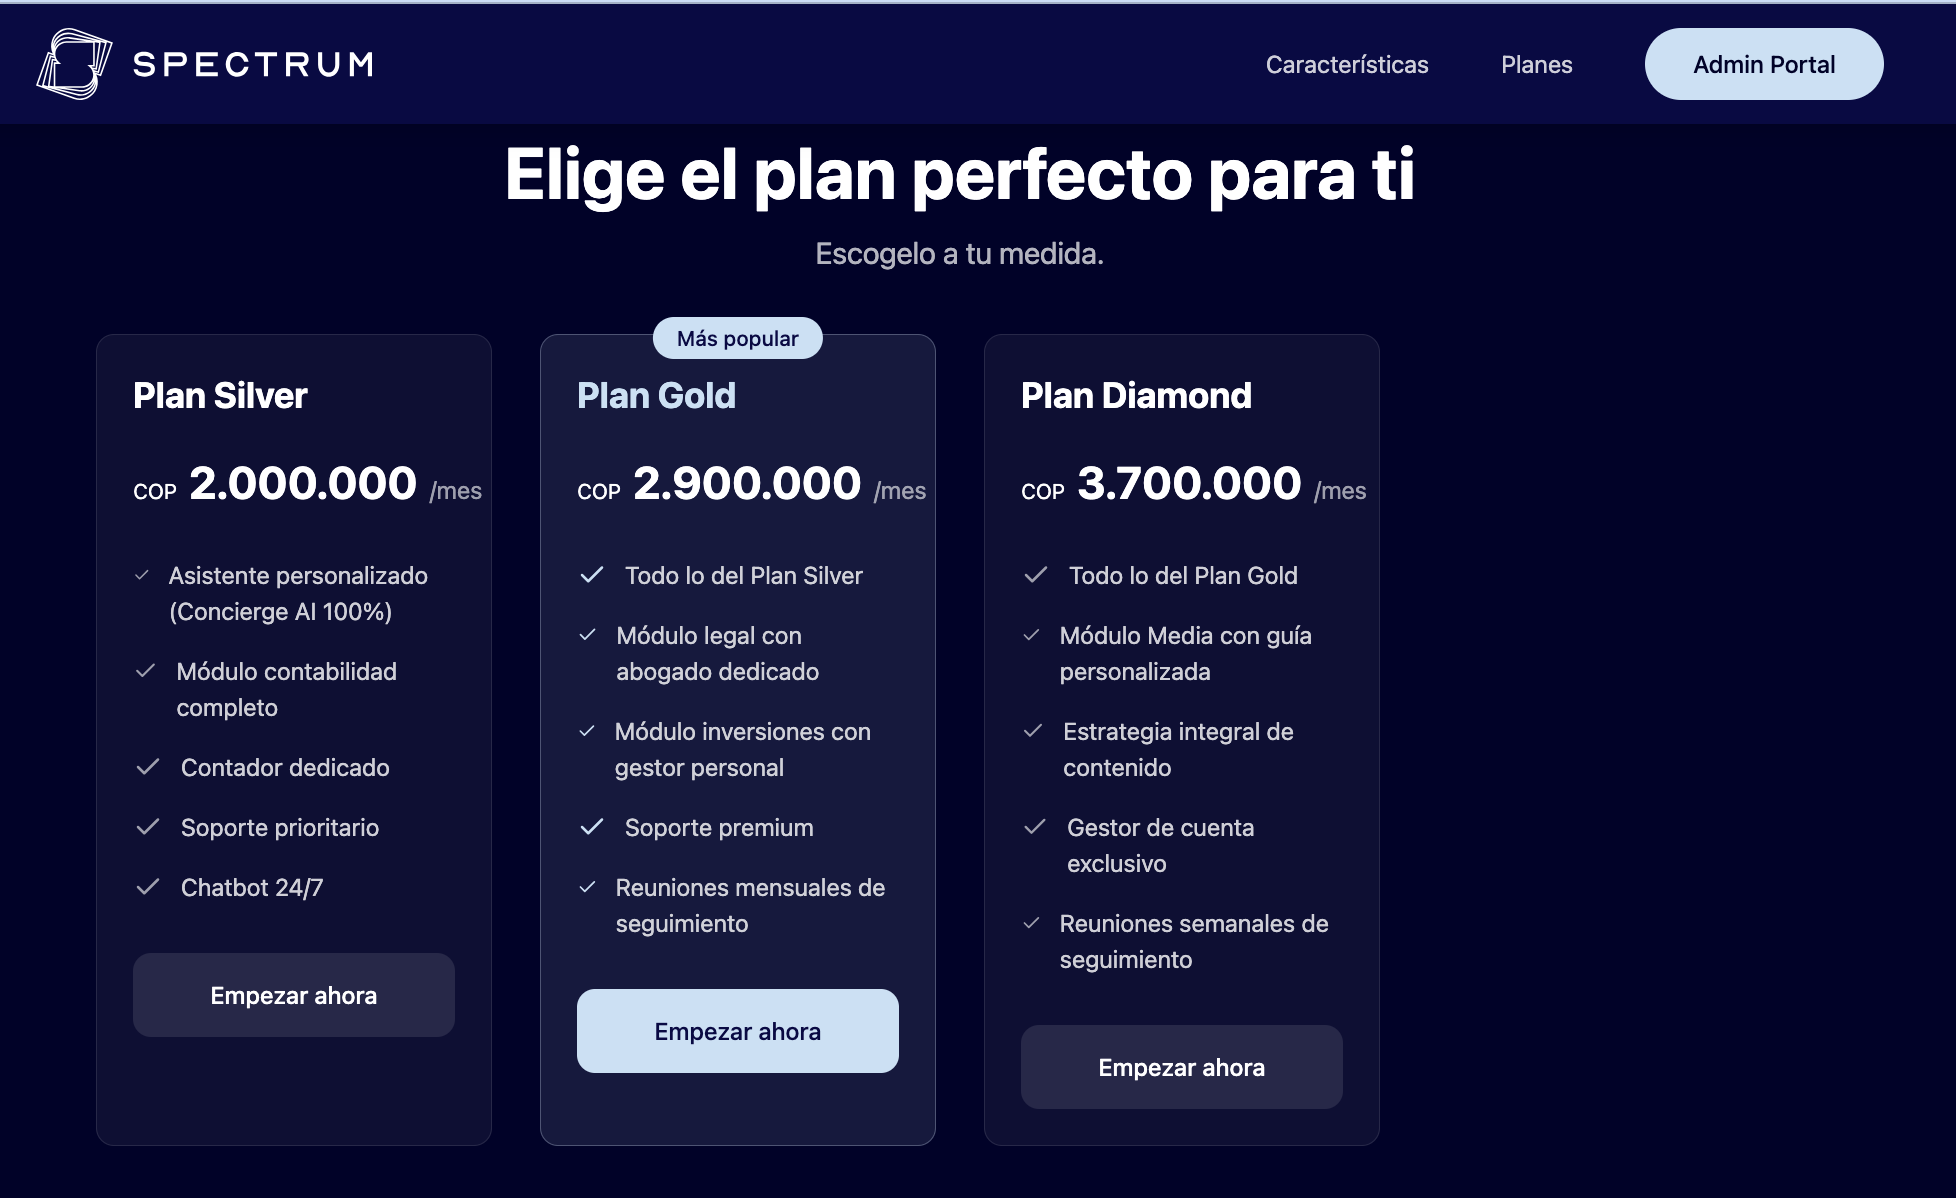 SPECTRUM
Características
Planes
Admin Portal
Elige el plan perfecto para ti
Escogelo a tu medida.
Plan Silver
COP 2.000.000 /mes
Asistente personalizado
(Concierge AI 100%)
Módulo contabilidad
completo
Contador dedicado
Soporte prioritario
Chatbot 24/7
Empezar ahora
Más popular
Plan Gold
COP 2.900.000 /mes
Todo lo del Plan Silver
Módulo legal con
abogado dedicado
Módulo inversiones con
gestor personal
Soporte premium
Reuniones mensuales de
seguimiento
Empezar ahora
Plan Diamond
COP 3.700.000 /mes
Todo lo del Plan Gold
Módulo Media con guía
personalizada
Estrategia integral de
contenido
Gestor de cuenta
exclusivo
Reuniones semanales de
seguimiento
Empezar ahora